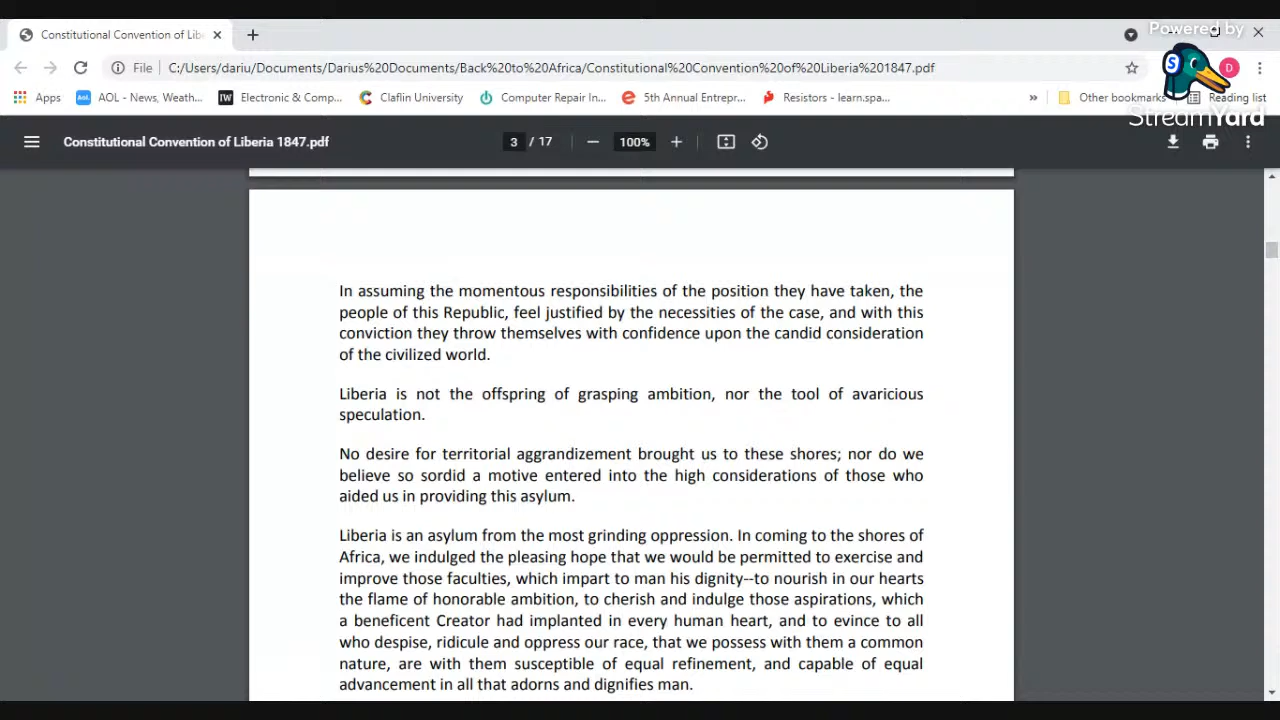 Constitutional Convention of Lib
Powered by
File C:/Users/dariu/Documents/Darius%20Documents/Back%20to%20Africa/Constitutional%20Convention%20of%20Liberia%201847.pdf
D
Apps AOL - News, Weath... IW Electronic & Comp... Claflin University Computer Repair In... 5th Annual Entrepr... Resistors - learn.spa... » Other bookmarks Reading list
StreamYard
Constitutional Convention of Liberia 1847.pdf 3 / 17 — 100% +
In assuming the momentous responsibilities of the position they have taken, the
people of this Republic, feel justified by the necessities of the case, and with this
conviction they throw themselves with confidence upon the candid consideration
of the civilized world.
Liberia is not the offspring of grasping ambition, nor the tool of avaricious
speculation.
No desire for territorial aggrandizement brought us to these shores; nor do we
believe so sordid a motive entered into the high considerations of those who
aided us in providing this asylum.
Liberia is an asylum from the most grinding oppression. In coming to the shores of
Africa, we indulged the pleasing hope that we would be permitted to exercise and
improve those faculties, which impart to man his dignity--to nourish in our hearts
the flame of honorable ambition, to cherish and indulge those aspirations, which
a beneficent Creator had implanted in every human heart, and to evince to all
who despise, ridicule and oppress our race, that we possess with them a common
nature, are with them susceptible of equal refinement, and capable of equal
advancement in all that adorns and dignifies man.